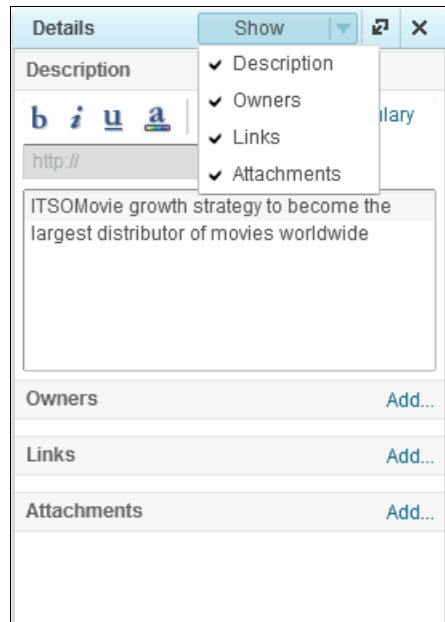 Details Show
Description
Description
Owners
Links
Attachments
b i u a lary
http://
ITSOMovie growth strategy to become the
largest distributor of movies worldwide
Owners Add...
Links Add...
Attachments Add...